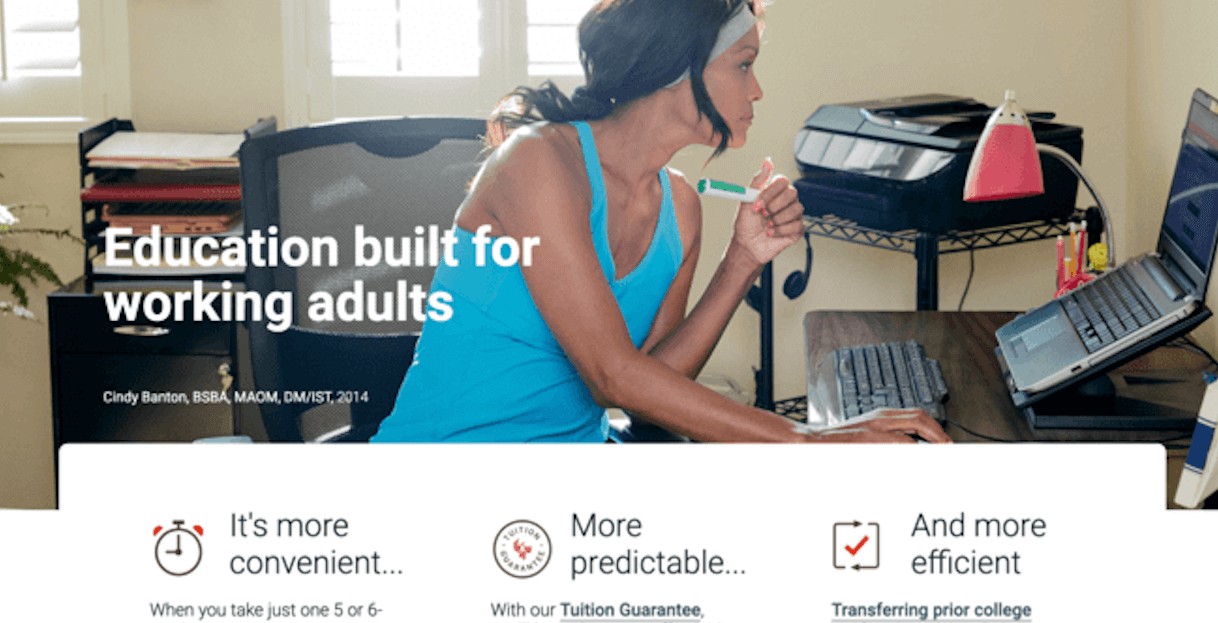 Education built for
working adults
Cindy Banton, BSBA, MAOM, DM/IST, 2014
It's more
convenient...
TUITION
GUARANTEE
More
predictable...
And more
efficient
When you take just one 5 or 6-
With our Tuition Guarantee,
Transferring prior college